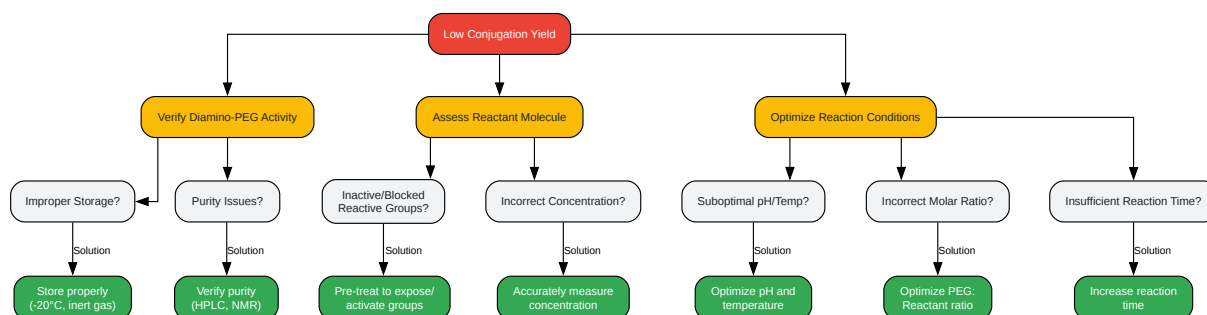 Low Conjugation Yield
Verify Diamino-PEG Activity
Assess Reactant Molecule
Optimize Reaction Conditions
Improper Storage?
Purity Issues?
Inactive/Blocked
Reactive Groups?
Incorrect Concentration?
Suboptimal pH/Temp?
Incorrect Molar Ratio?
Insufficient Reaction Time?
Solution
Solution
Solution
Solution
Solution
Solution
Solution
Store properly
(-20°C, inert gas)
Verify purity
(HPLC, NMR)
Pre-treat to expose/
activate groups
Accurately measure
concentration
Optimize pH and
temperature
Optimize PEG:
Reactant ratio
Increase reaction
time